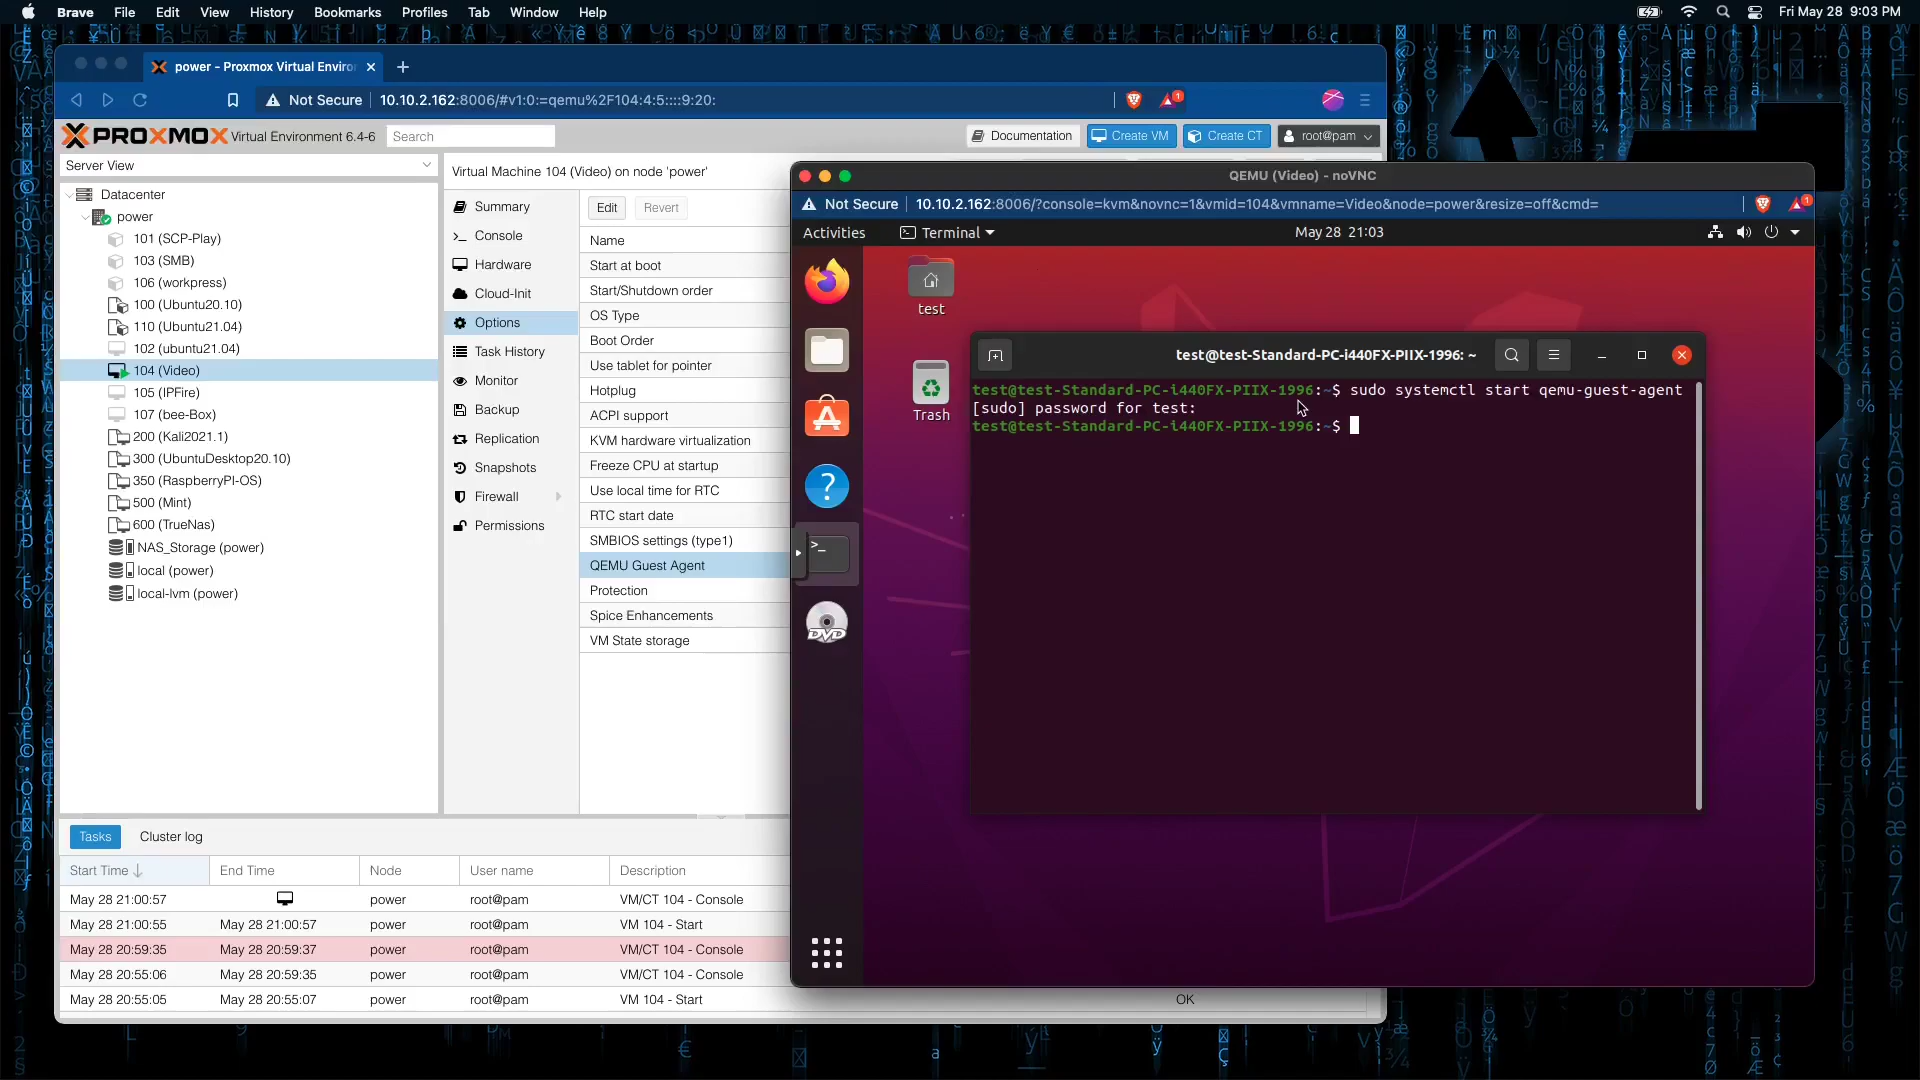 Brave File Edit View History Bookmarks Profiles Tab Window Help
Fri May 28 9:03 PM
power - Proxmox Virtual Enviro
Not Secure 10.10.2.162:8006/#v1:0:=qemu%2F104:4:5::::9:20:
1
PROXMOX Virtual Environment 6.4-6
Search
Documentation
Create VM
Create CT
root@pam
Server View
Datacenter
power
101 (SCP-Play)
103 (SMB)
106 (workpress)
100 (Ubuntu20.10)
110 (Ubuntu21.04)
102 (ubuntu21.04)
104 (Video)
105 (IPFire)
107 (bee-Box)
200 (Kali2021.1)
300 (UbuntuDesktop20.10)
350 (RaspberryPI-OS)
500 (Mint)
600 (TrueNas)
NAS_Storage (power)
local (power)
local-lvm (power)
Virtual Machine 104 (Video) on node 'power'
Summary
Console
Hardware
Cloud-Init
Options
Task History
Monitor
Backup
Replication
Snapshots
Firewall
Permissions
Edit
Revert
Name
Start at boot
Start/Shutdown order
OS Type
Boot Order
Use tablet for pointer
Hotplug
ACPI support
KVM hardware virtualization
Freeze CPU at startup
Use local time for RTC
RTC start date
SMBIOS settings (type1)
QEMU Guest Agent
Protection
Spice Enhancements
VM State storage
QEMU (Video) - noVNC
Not Secure 10.10.2.162:8006/?console=kvm&novnc=1&vmid=104&vmname=Video&node=power&resize=off&cmd=
1
Activities
Terminal
May 28 21:03
test
Trash
DVD
test@test-Standard-PC-i440FX-PIIX-1996: ~
test@test-Standard-PC-i440FX-PIIX-1996:~$ sudo systemctl start qemu-guest-agent
[sudo] password for test:
test@test-Standard-PC-i440FX-PIIX-1996:~$
Tasks
Cluster log
Start Time End Time Node User name Description
May 28 21:00:57 power root@pam VM/CT 104 - Console
May 28 21:00:55 May 28 21:00:57 power root@pam VM 104 - Start
May 28 20:59:35 May 28 20:59:37 power root@pam VM/CT 104 - Console
May 28 20:55:06 May 28 20:59:35 power root@pam VM/CT 104 - Console
May 28 20:55:05 May 28 20:55:07 power root@pam VM 104 - Start OK